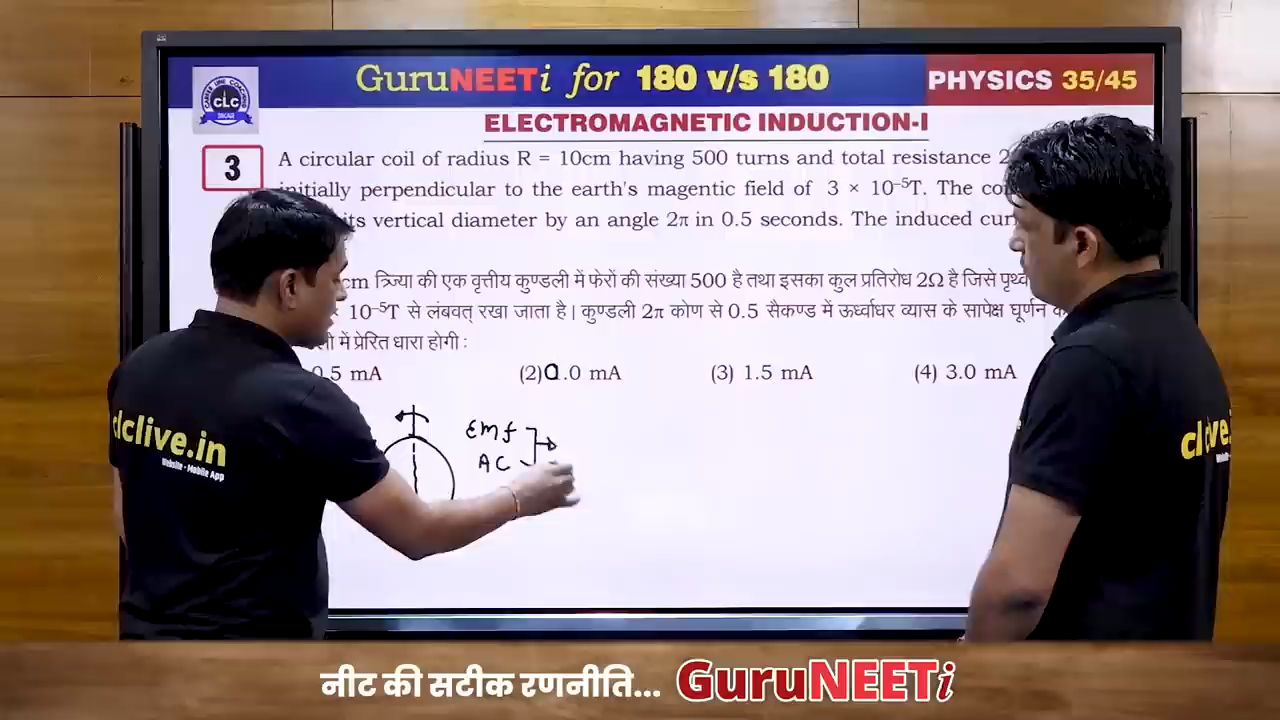 GuruNEETi for 180 v/s 180
PHYSICS 35/45
CLC
ELECTROMAGNETIC INDUCTION-I
3
A circular coil of radius R = 10cm having 500 turns and total resistance 2
initially perpendicular to the earth's magentic field of 3 × 10⁻⁵T. The
its vertical diameter by an angle 2π in 0.5 seconds. The induced
cm त्रिज्या की एक वृत्तीय कुण्डली में फेरों की संख्या 500 है तथा इसका कुल प्रतिरोध 2Ω है जिसे
× 10⁻⁵T से लंबवत् रखा जाता है। कुण्डली 2π कोण से 0.5 सैकण्ड में ऊर्ध्वाधर व्यास के सापेक्ष घूर्णन
में प्रेरित धारा होगी :
0.5 mA (2) 0.0 mA (3) 1.5 mA (4) 3.0 mA
Emf
AC
clclive.in
Website • Mobile App
नीट की सटीक रणनीति... GuruNEETi